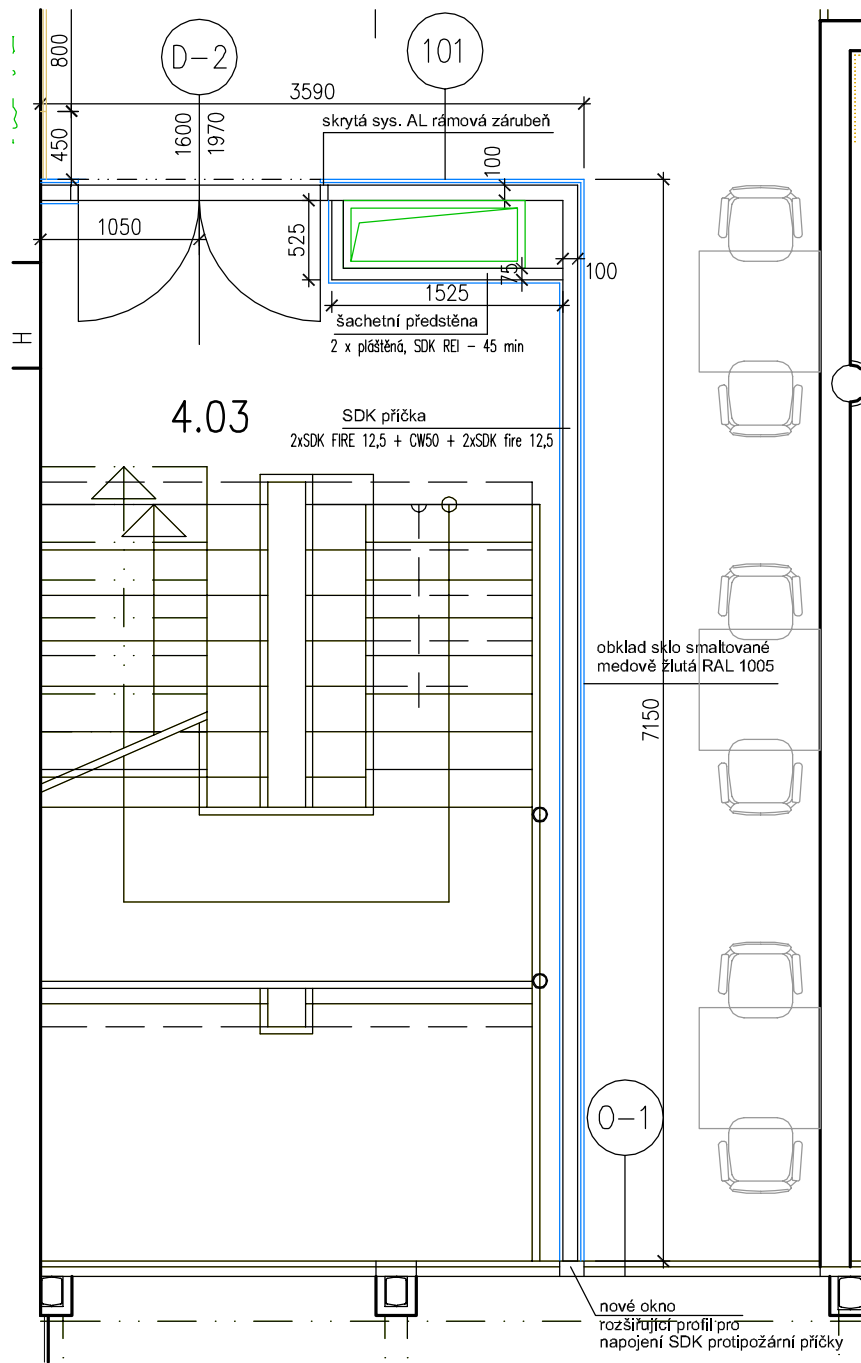 800
D-2
101
3590
skrytá sys. AL rámová zárubeň
450
1600
1970
100
1050
525
75
100
1525
šachetní předstěna
2 x pláštěná, SDK REI - 45 min
H
4.03
SDK příčka
2xSDK FIRE 12,5 + CW50 + 2xSDK fire 12,5
obklad sklo smaltované
medově žlutá RAL 1005
7150
O-1
nové okno
rozšiřující profil pro
napojení SDK protipožární příčky